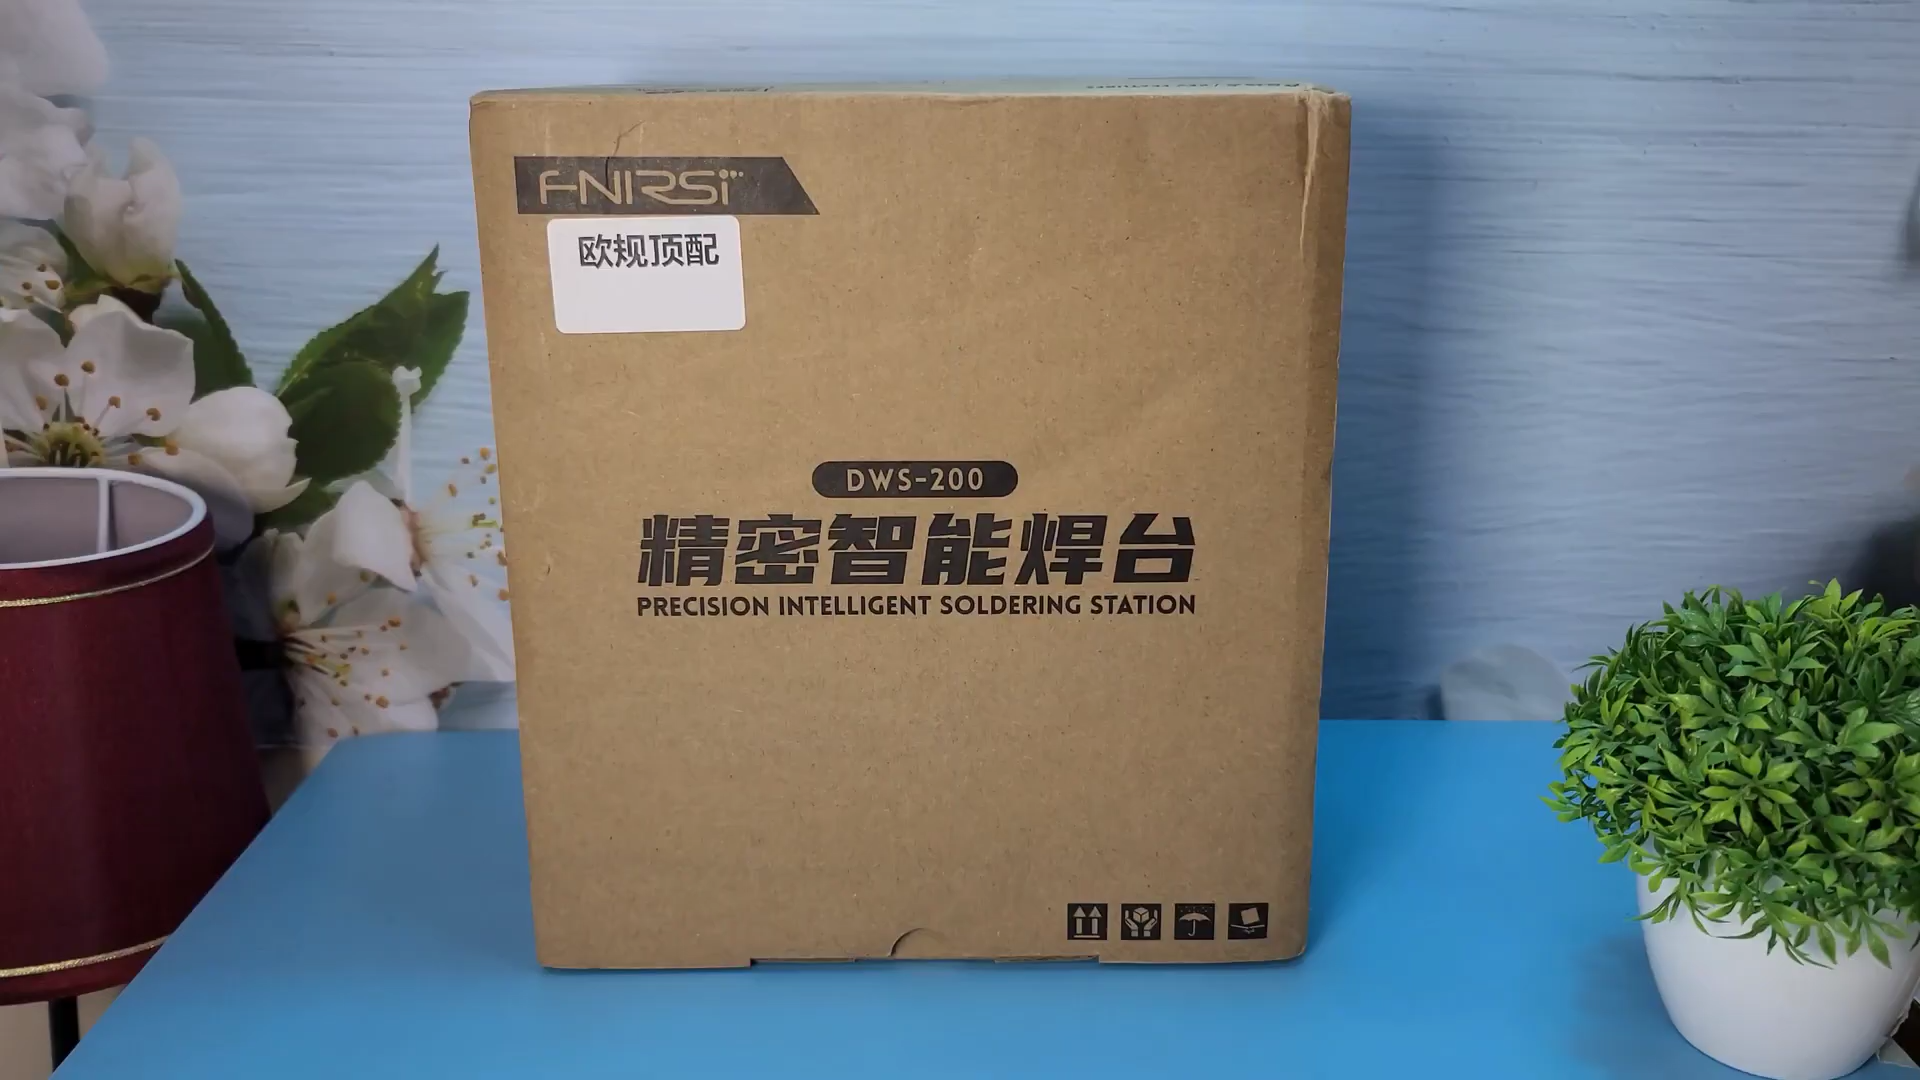 FNIRSI
欧规顶配
DWS-200
精密智能焊台
PRECISION INTELLIGENT SOLDERING STATION